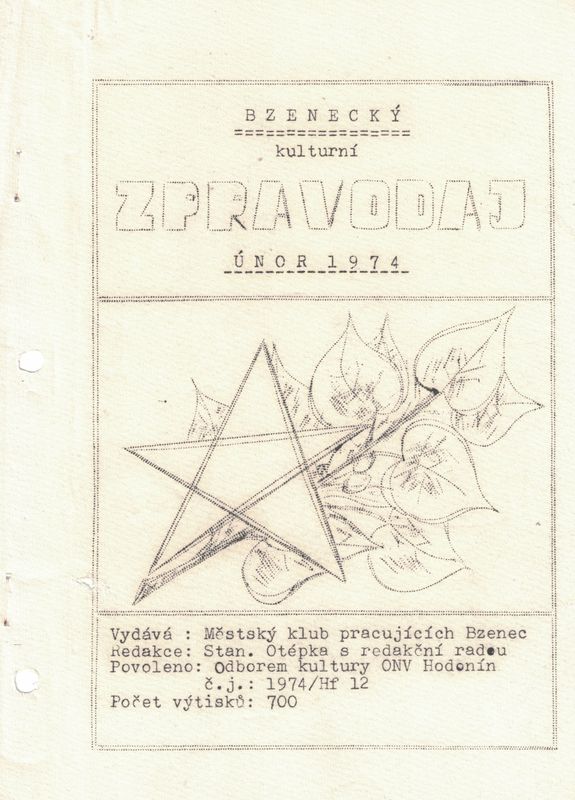 BZENECKÝ
kulturní
ZPRAVODAJ
ÚNOR 1974
Vydává : Městský klub pracujících Bzenec
Redakce: Stan. Otépka s redakční radou
Povoleno: Odborem kultury ONV Hodonín
č.j.: 1974/Hf 12
Počet výtisků: 700